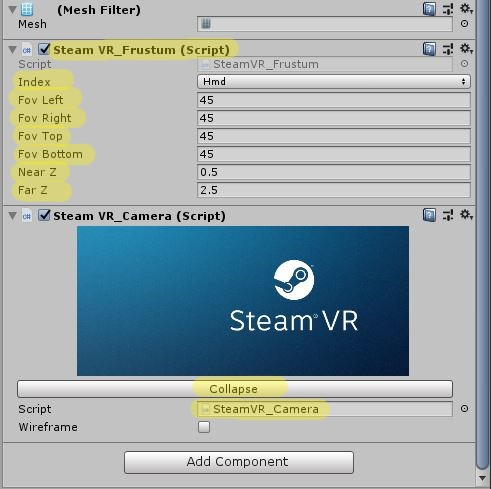 (Mesh Filter)
Mesh
Steam VR_Frustum (Script)
Script SteamVR_Frustum
Index Hmd
Fov Left 45
Fov Right 45
Fov Top 45
Fov Bottom 45
Near Z 0.5
Far Z 2.5
Steam VR_Camera (Script)
Steam VR
Collapse
Script SteamVR_Camera
Wireframe
Add Component